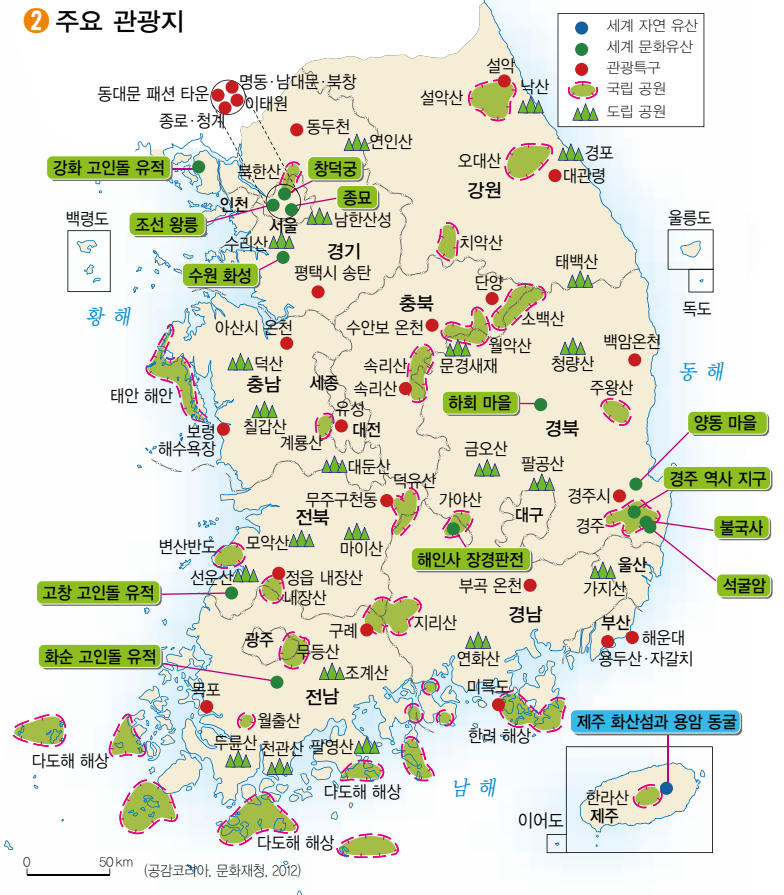 2 주요 관광지
세계 자연 유산
세계 문화유산
관광특구
국립 공원
도립 공원
명동·남대문·북창
동대문 패션 타운
이태원
종로·청계
동두천
연인산
설악
설악산
낙산
오대산
경포
대관령
강원
강화 고인돌 유적
북한산
창덕궁
종묘
인천
조선 왕릉
서울
남한산성
백령도
울릉도
독도
수리산
경기
치악산
수원 화성
평택시 송탄
태백산
황해
충북
단양
소백산
아산시 온천
수안보 온천
월악산
문경새재
백암온천
청량산
동해
덕산
충남
세종
속리산
속리산
주왕산
태안 해안
하회 마을
칠갑산
유성
대전
계룡산
보령
해수욕장
경북
양동 마을
금오산
팔공산
대둔산
덕유산
가야산
경주 역사 지구
무주구천동
경주시
대구
경주
전북
불국사
변산반도
모악산
마이산
해인사 장경판전
석굴암
선운산
정읍 내장산
내장산
고창 고인돌 유적
부곡 온천
울산
가지산
경남
지리산
구례
부산
해운대
용두산·자갈치
광주
무등산
화순 고인돌 유적
연화산
조계산
전남
미륵도
목포
월출산
한려 해상
제주 화산섬과 용암 동굴
두륜산
천관산
팔영산
다도해 해상
다도해 해상
남해
한라산
제주
이어도
다도해 해상
0 50km
(공감코리아, 문화재청, 2012)